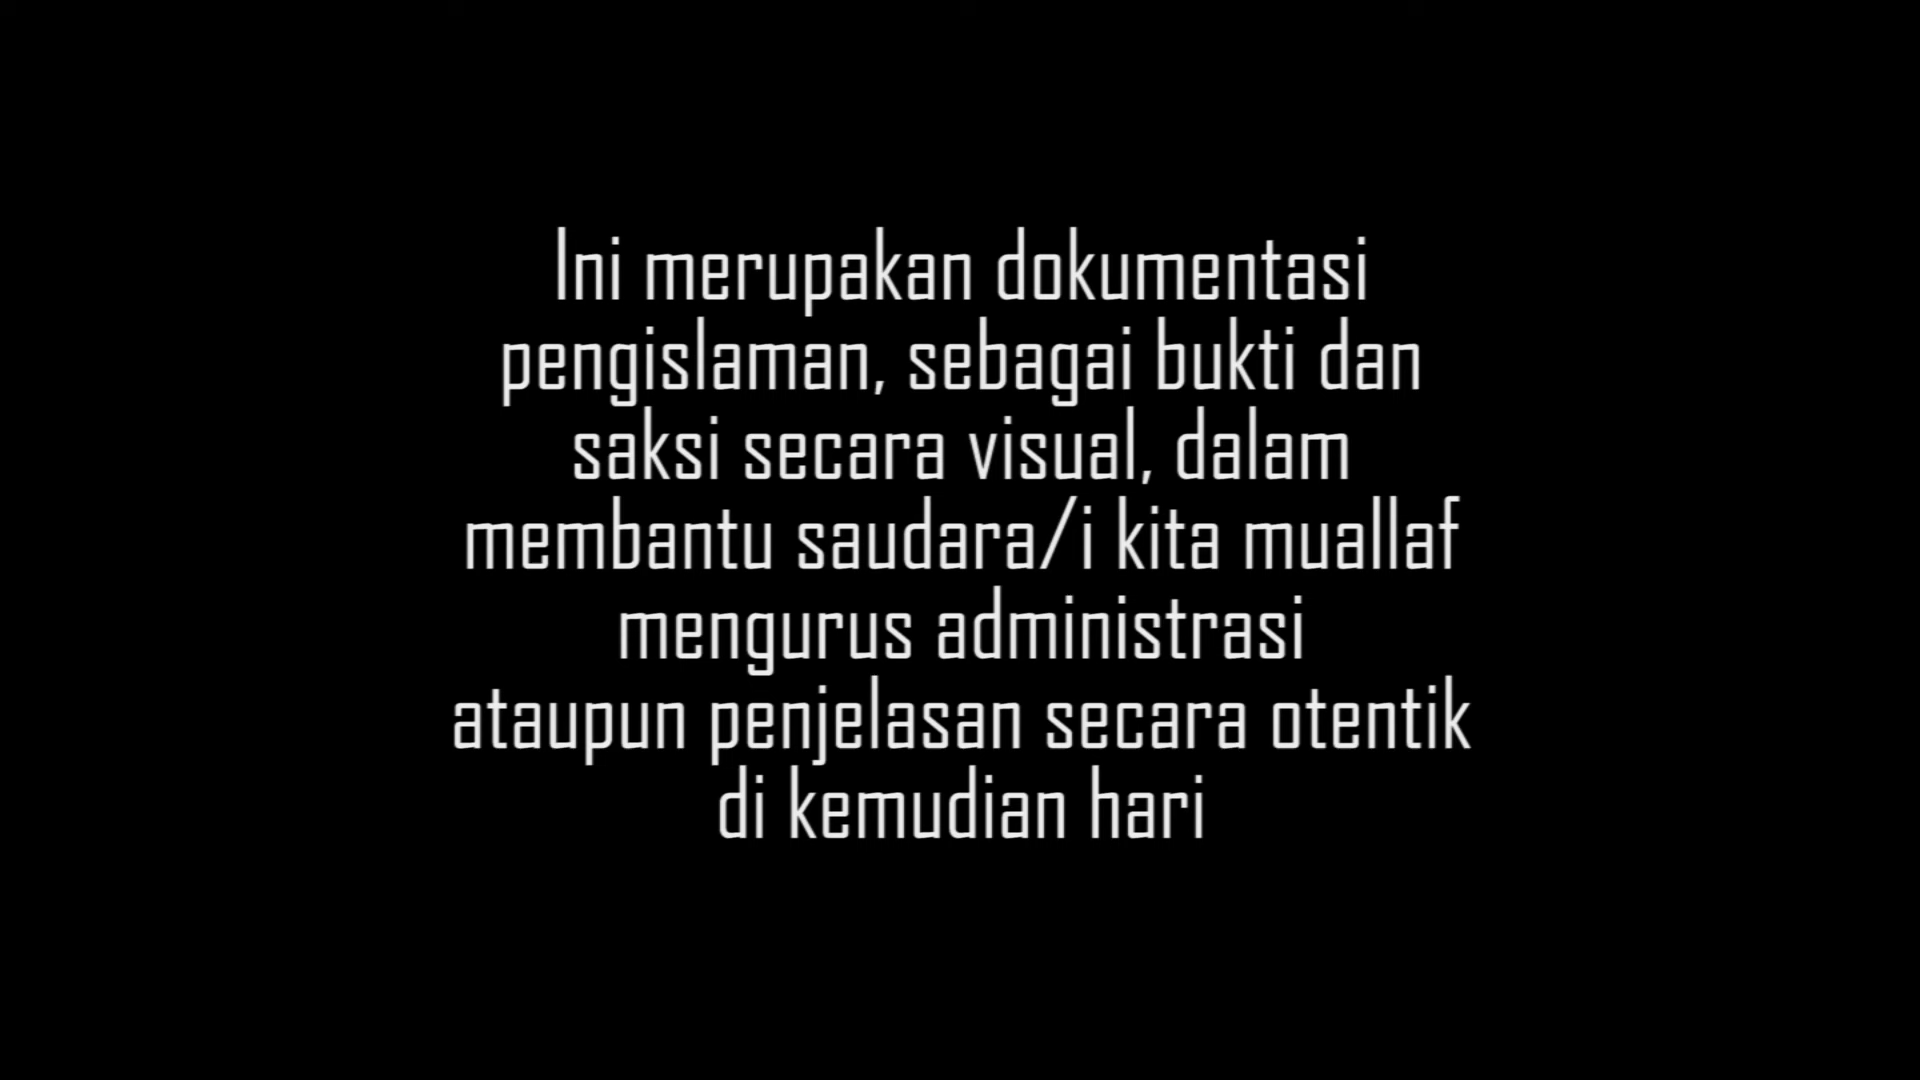 Ini merupakan dokumentasi
pengislaman, sebagai bukti dan
saksi secara visual, dalam
membantu saudara/i kita muallaf
mengurus administrasi
ataupun penjelasan secara otentik
di kemudian hari